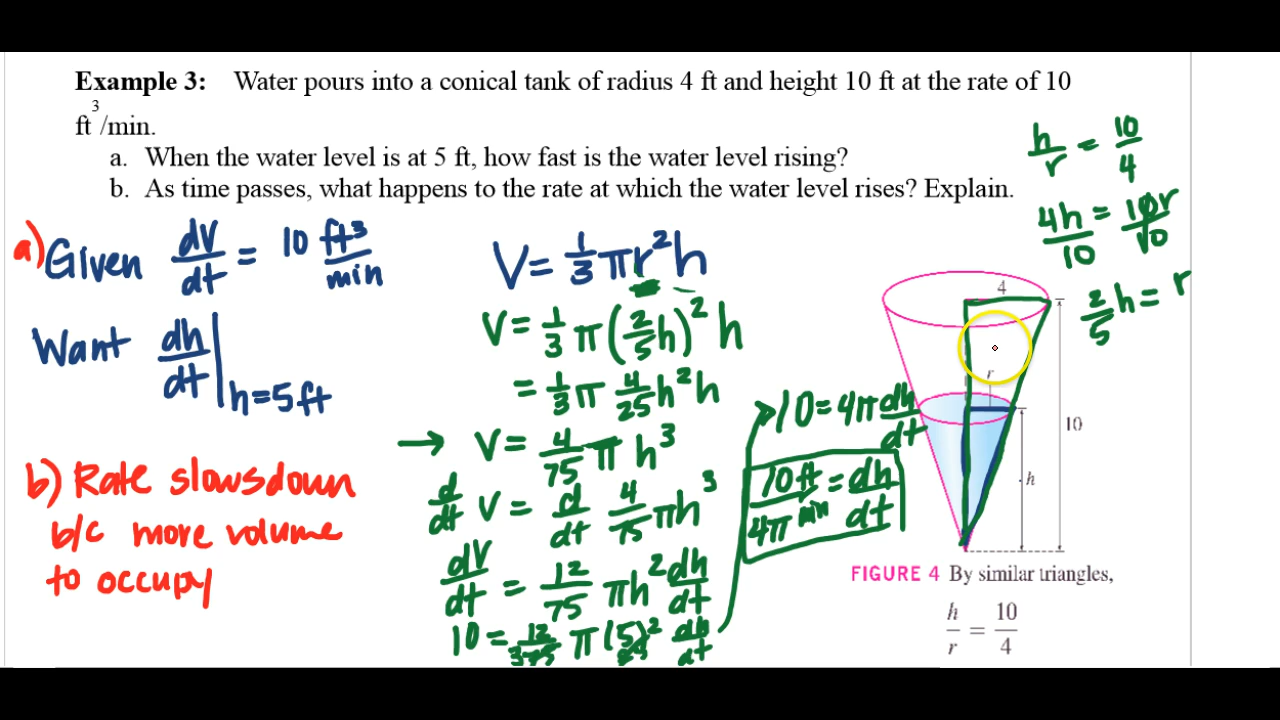 Example 3: Water pours into a conical tank of radius 4 ft and height 10 ft at the rate of 10
ft³/min.
a. When the water level is at 5 ft, how fast is the water level rising?
b. As time passes, what happens to the rate at which the water level rises? Explain.
a) Given dV/dt = 10 ft³/min
Want dh/dt | h=5ft
b) Rate slowsdown
b/c more volume
to occupy
V = 1/3 πr²h
V = 1/3 π (2/5 h)² h
= 1/3 π 4/25 h² h
→ V = 4/75 π h³
d/dt V = d/dt 4/75 πh³
dV/dt = 12/75 πh² dh/dt
10 = 12/75 π (5)² dh/dt
10 = 4π dh/dt
10ft/4π min = dh/dt
h/r = 10/4
4h/10 = 10r/10
2/5 h = r
4
r
10
h
FIGURE 4 By similar triangles,
h/r = 10/4